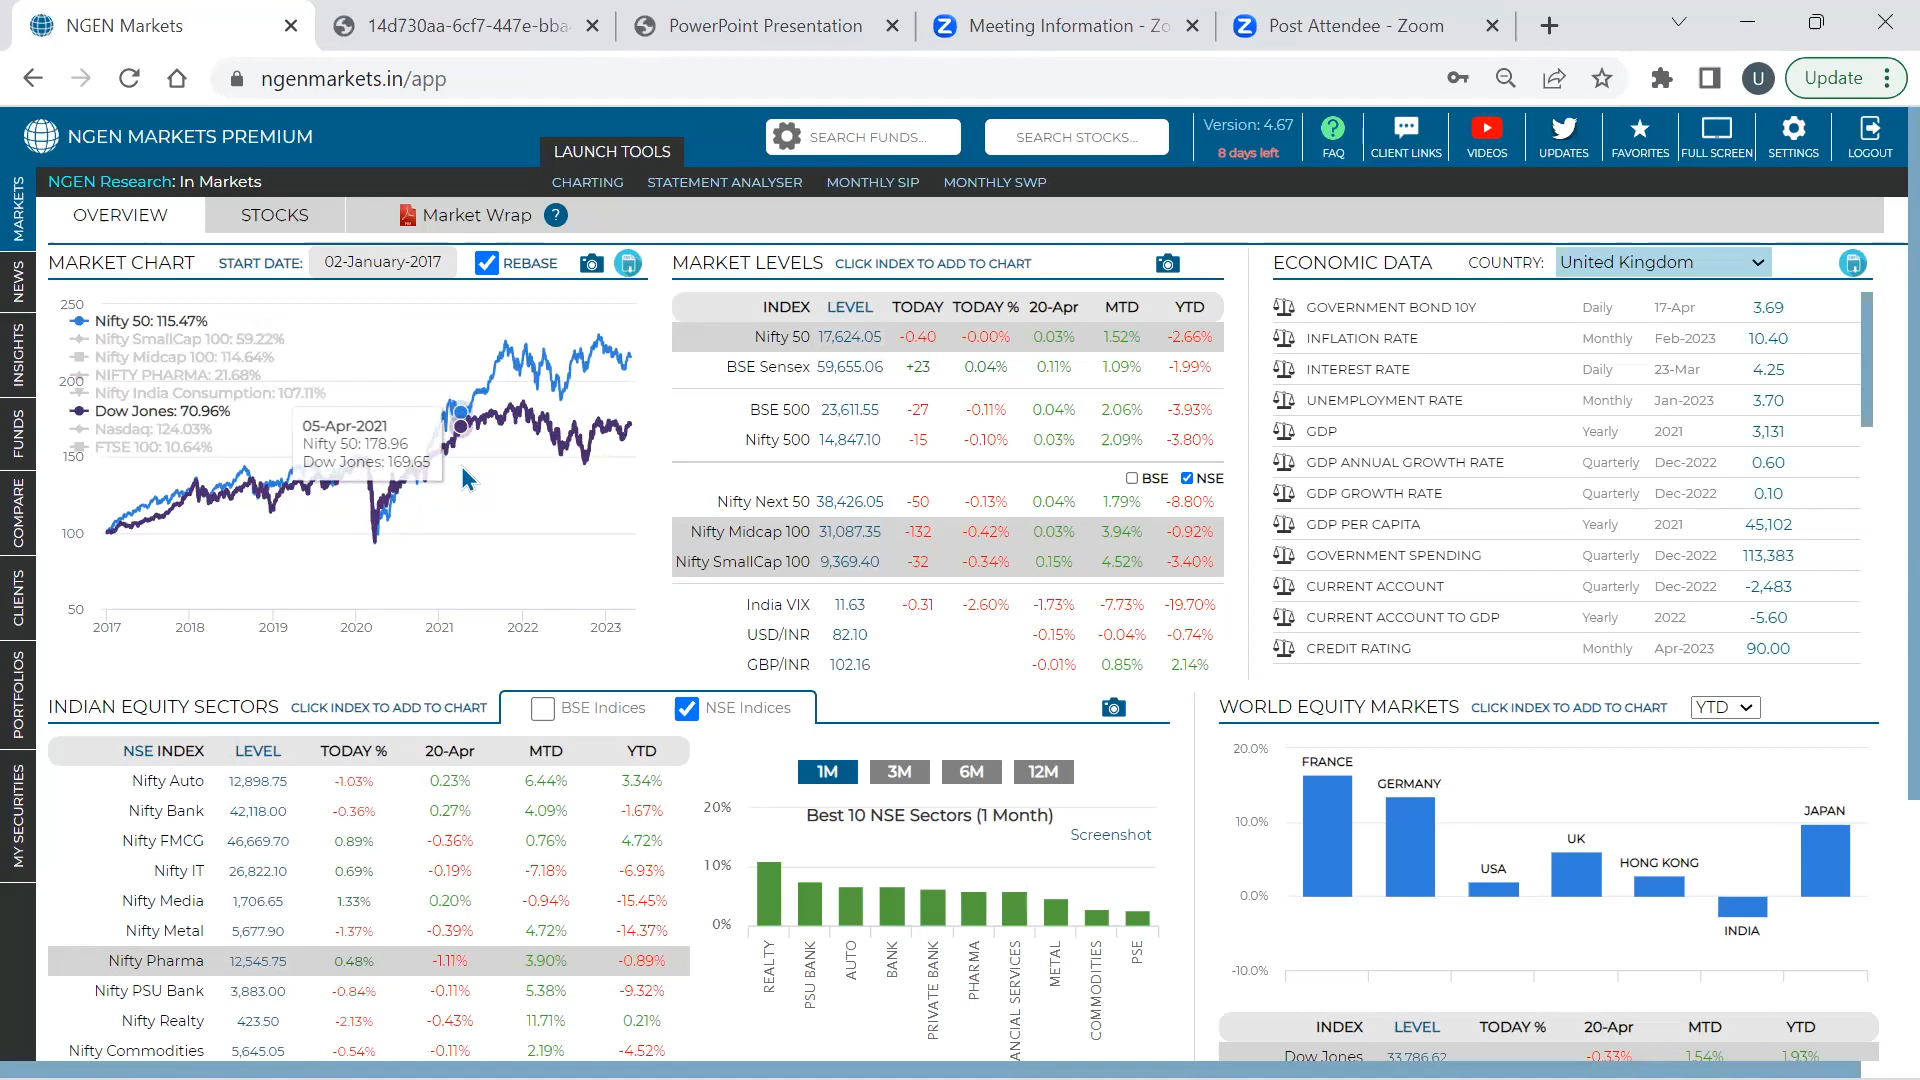 NGEN Markets
14d730aa-6cf7-447e-bba
PowerPoint Presentation
Meeting Information - Zo
Post Attendee - Zoom
ngenmarkets.in/app
U
Update
NGEN MARKETS PREMIUM
LAUNCH TOOLS
SEARCH FUNDS...
SEARCH STOCKS...
Version: 4.67
8 days left
FAQ
CLIENT LINKS
VIDEOS
UPDATES
FAVORITES
FULL SCREEN
SETTINGS
LOGOUT
NGEN Research: In Markets
CHARTING
STATEMENT ANALYSER
MONTHLY SIP
MONTHLY SWP
MARKETS
NEWS
INSIGHTS
FUNDS
COMPARE
CLIENTS
PORTFOLIOS
MY SECURITIES
OVERVIEW
STOCKS
Market Wrap ?
MARKET CHART
START DATE: 02-January-2017
REBASE
250
200
150
100
50
Nifty 50: 115.47%
Nifty SmallCap 100: 59.22%
Nifty Midcap 100: 114.64%
NIFTY PHARMA: 21.68%
Nifty India Consumption: 107.11%
Dow Jones: 70.96%
Nasdaq: 124.03%
FTSE 100: 10.64%
05-Apr-2021
Nifty 50: 178.96
Dow Jones: 169.65
2017 2018 2019 2020 2021 2022 2023
MARKET LEVELS CLICK INDEX TO ADD TO CHART
INDEX LEVEL TODAY TODAY % 20-Apr MTD YTD
Nifty 50 17,624.05 -0.40 -0.00% 0.03% 1.52% -2.66%
BSE Sensex 59,655.06 +23 0.04% 0.11% 1.09% -1.99%
BSE 500 23,611.55 -27 -0.11% 0.04% 2.06% -3.93%
Nifty 500 14,847.10 -15 -0.10% 0.03% 2.09% -3.80%
BSE NSE
Nifty Next 50 38,426.05 -50 -0.13% 0.04% 1.79% -8.80%
Nifty Midcap 100 31,087.35 -132 -0.42% 0.03% 3.94% -0.92%
Nifty SmallCap 100 9,369.40 -32 -0.34% 0.15% 4.52% -3.40%
India VIX 11.63 -0.31 -2.60% -1.73% -7.73% -19.70%
USD/INR 82.10 -0.15% -0.04% -0.74%
GBP/INR 102.16 -0.01% 0.85% 2.14%
ECONOMIC DATA COUNTRY: United Kingdom
GOVERNMENT BOND 10Y Daily 17-Apr 3.69
INFLATION RATE Monthly Feb-2023 10.40
INTEREST RATE Daily 23-Mar 4.25
UNEMPLOYMENT RATE Monthly Jan-2023 3.70
GDP Yearly 2021 3,131
GDP ANNUAL GROWTH RATE Quarterly Dec-2022 0.60
GDP GROWTH RATE Quarterly Dec-2022 0.10
GDP PER CAPITA Yearly 2021 45,102
GOVERNMENT SPENDING Quarterly Dec-2022 113,383
CURRENT ACCOUNT Quarterly Dec-2022 -2,483
CURRENT ACCOUNT TO GDP Yearly 2022 -5.60
CREDIT RATING Monthly Apr-2023 90.00
INDIAN EQUITY SECTORS CLICK INDEX TO ADD TO CHART
BSE Indices NSE Indices
NSE INDEX LEVEL TODAY % 20-Apr MTD YTD
Nifty Auto 12,898.75 -1.03% 0.23% 6.44% 3.34%
Nifty Bank 42,118.00 -0.36% 0.27% 4.09% -1.67%
Nifty FMCG 46,669.70 0.89% -0.36% 0.76% 4.72%
Nifty IT 26,822.10 0.69% -0.19% -7.18% -6.93%
Nifty Media 1,706.65 1.33% 0.20% -0.94% -15.45%
Nifty Metal 5,677.90 -1.37% -0.39% 4.72% -14.37%
Nifty Pharma 12,545.75 0.48% -1.11% 3.90% -0.89%
Nifty PSU Bank 3,883.00 -0.84% -0.11% 5.38% -9.32%
Nifty Realty 423.50 -2.13% -0.43% 11.71% 0.21%
Nifty Commodities 5,645.05 -0.54% -0.11% 2.19% -4.52%
1M 3M 6M 12M
Best 10 NSE Sectors (1 Month)
Screenshot
20%
10%
0%
REALTY
PSU BANK
AUTO
BANK
PRIVATE BANK
PHARMA
ANCIAL SERVICES
METAL
COMMODITIES
PSE
WORLD EQUITY MARKETS CLICK INDEX TO ADD TO CHART YTD
20.0%
10.0%
0.0%
-10.0%
FRANCE
GERMANY
USA
UK
HONG KONG
INDIA
JAPAN
INDEX LEVEL TODAY % 20-Apr MTD YTD
Dow Jones 33,786.62 -0.33% 1.54% 1.93%